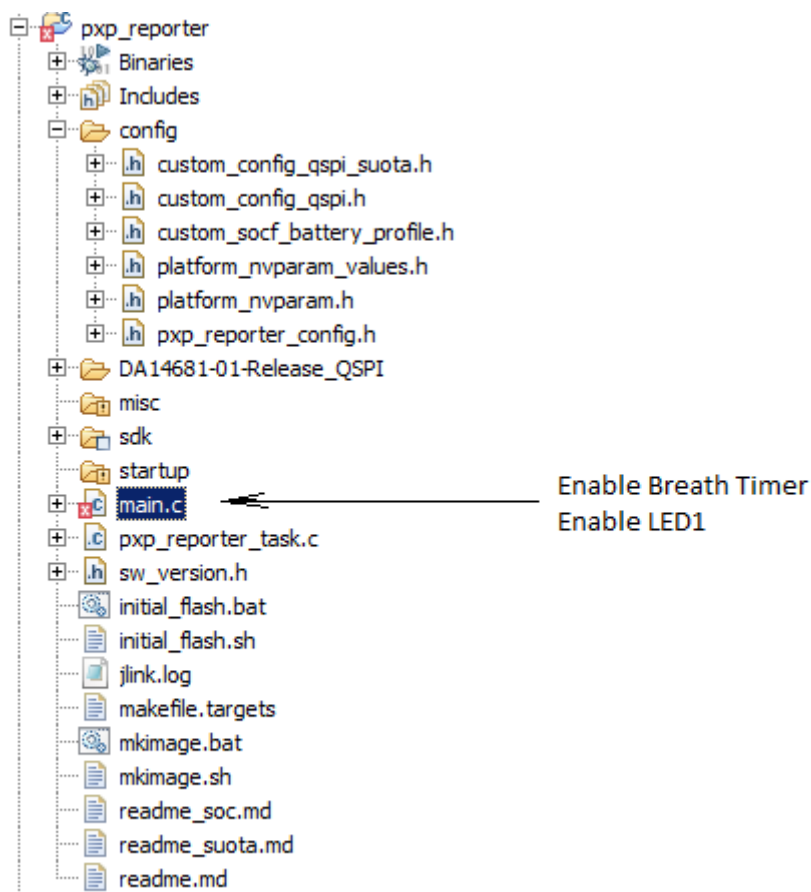 pxp_reporter
Binaries
Includes
config
custom_config_qspi_suota.h
custom_config_qspi.h
custom_socf_battery_profile.h
platform_nvparam_values.h
platform_nvparam.h
pxp_reporter_config.h
DA14681-01-Release_QSPI
misc
sdk
startup
main.c
Enable Breath Timer
Enable LED1
pxp_reporter_task.c
sw_version.h
initial_flash.bat
initial_flash.sh
jlink.log
makefile.targets
mkimage.bat
mkimage.sh
readme_soc.md
readme_suota.md
readme.md